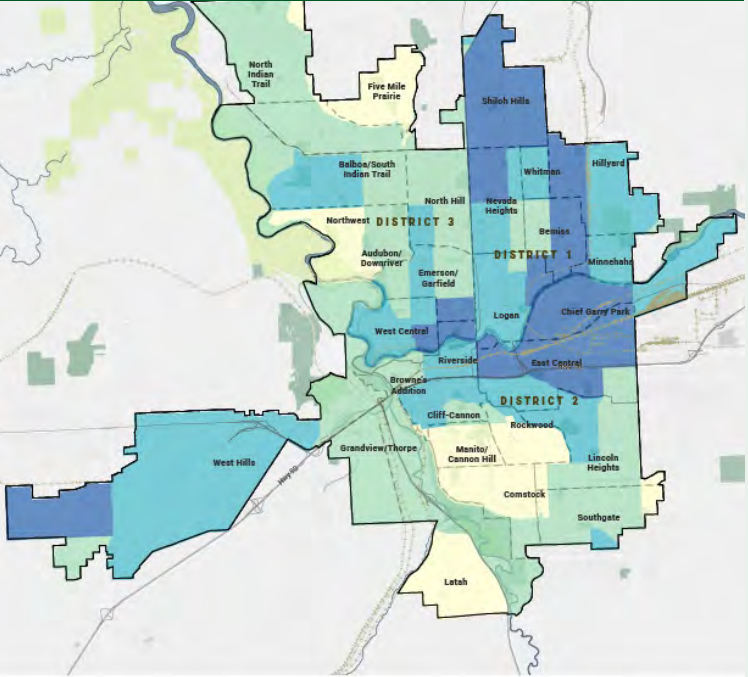 North
Indian
Trail
Five Mile
Prairie
Shiloh Hills
Balboa/South
Indian Trail
Whitman
Hillyard
North Hill
Nevada
Heights
Northwest
DISTRICT 3
Bemiss
Audubon/
Downriver
DISTRICT 1
Minnehaha
Emerson/
Garfield
Chief Garry Park
Logan
West Central
Riverside
East Central
Browne's
Addition
DISTRICT 2
Cliff-Cannon
Rockwood
Grandview/Thorpe
Manito/
Cannon Hill
West Hills
Lincoln
Heights
Hwy 90
Comstock
Southgate
Latah